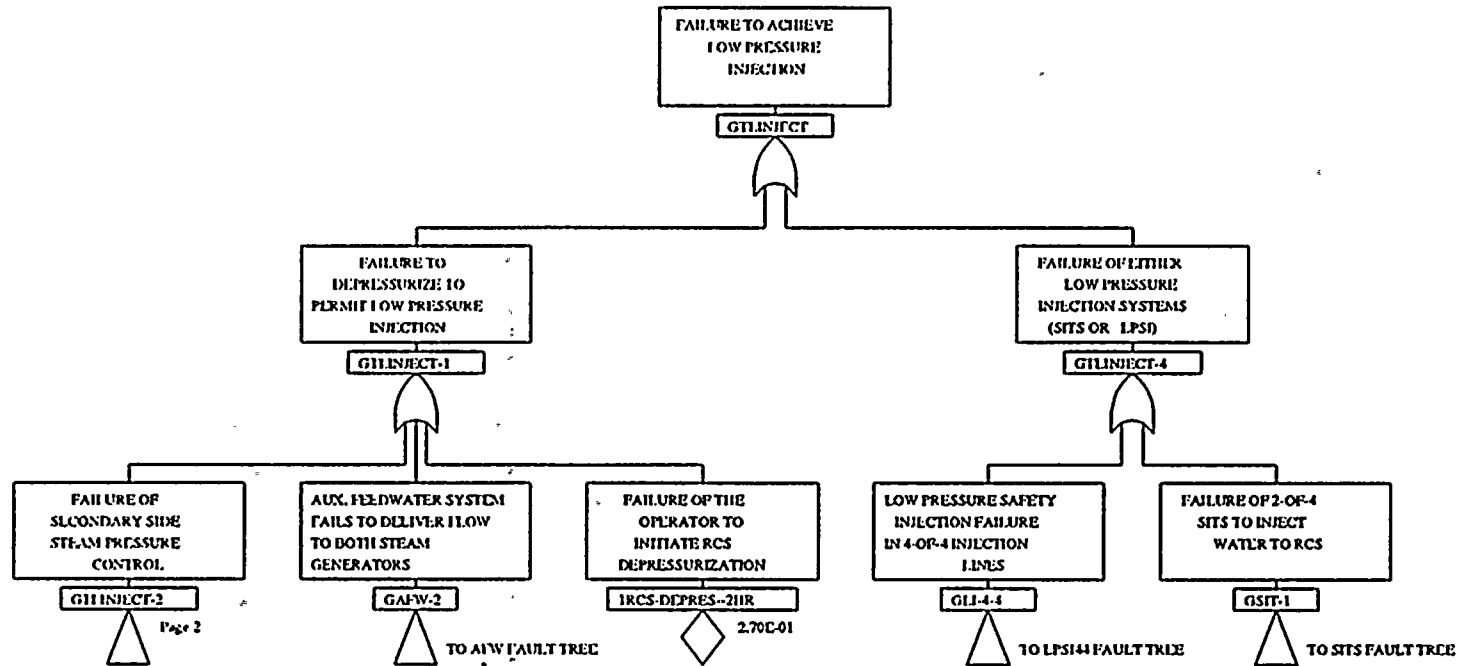 FAILURE TO ACHIEVE
LOW PRESSURE
INJECTION
GTLINJECT
FAILURE TO
DEPRESSURIZE TO
PERMIT LOW PRESSURE
INJECTION
GTLINJECT-1
FAILURE OF EITHER
LOW PRESSURE
INJECTION SYSTEMS
(SITS OR LPSI)
GTLINJECT-4
FAILURE OF
SECONDARY SIDE
STEAM PRESSURE
CONTROL
GTLINJECT-2
Page 2
AUX. FEEDWATER SYSTEM
FAILS TO DELIVER FLOW
TO BOTH STEAM
GENERATORS
GAFW-2
TO AFW FAULT TREE
FAILURE OF THE
OPERATOR TO
INITIATE RCS
DEPRESSURIZATION
1RCS-DEPRES--2HR
2.70E-01
LOW PRESSURE SAFETY
INJECTION FAILURE
IN 4-OF-4 INJECTION
LINES
GLI-4-4
TO LPSI44 FAULT TREE
FAILURE OF 2-OF-4
SITS TO INJECT
WATER TO RCS
GSIT-1
TO SITS FAULT TREE